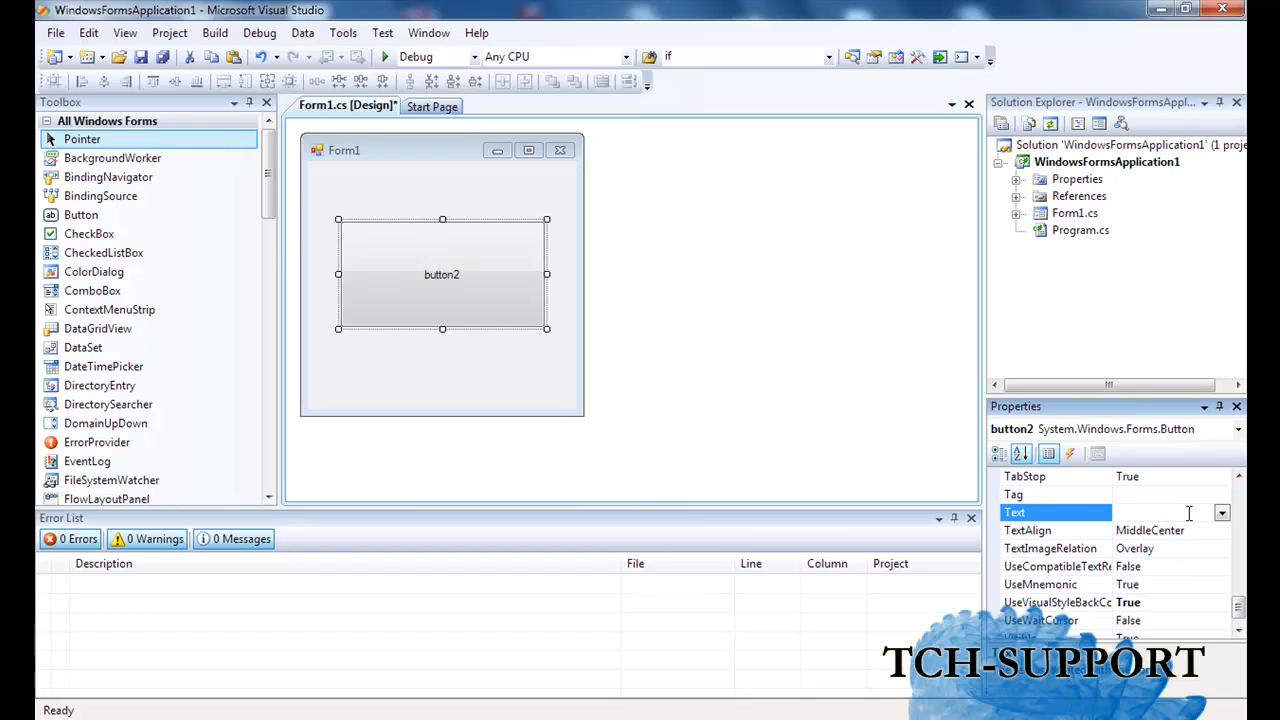 WindowsFormsApplication1 - Microsoft Visual Studio
File Edit View Project Build Debug Data Tools Test Window Help
Debug Any CPU if
Toolbox
All Windows Forms
Pointer
BackgroundWorker
BindingNavigator
BindingSource
Button
CheckBox
CheckedListBox
ColorDialog
ComboBox
ContextMenuStrip
DataGridView
DataSet
DateTimePicker
DirectoryEntry
DirectorySearcher
DomainUpDown
ErrorProvider
EventLog
FileSystemWatcher
FlowLayoutPanel
Form1.cs [Design]* Start Page
Form1
button2
Solution Explorer - WindowsFormsAppl...
Solution 'WindowsFormsApplication1' (1 proje
WindowsFormsApplication1
Properties
References
Form1.cs
Program.cs
Properties
button2 System.Windows.Forms.Button
TabStop True
Tag
Text
TextAlign MiddleCenter
TextImageRelation Overlay
UseCompatibleTextRe False
UseMnemonic True
UseVisualStyleBackCo True
UseWaitCursor False
Error List
0 Errors 0 Warnings 0 Messages
Description File Line Column Project
TCH-SUPPORT
Ready